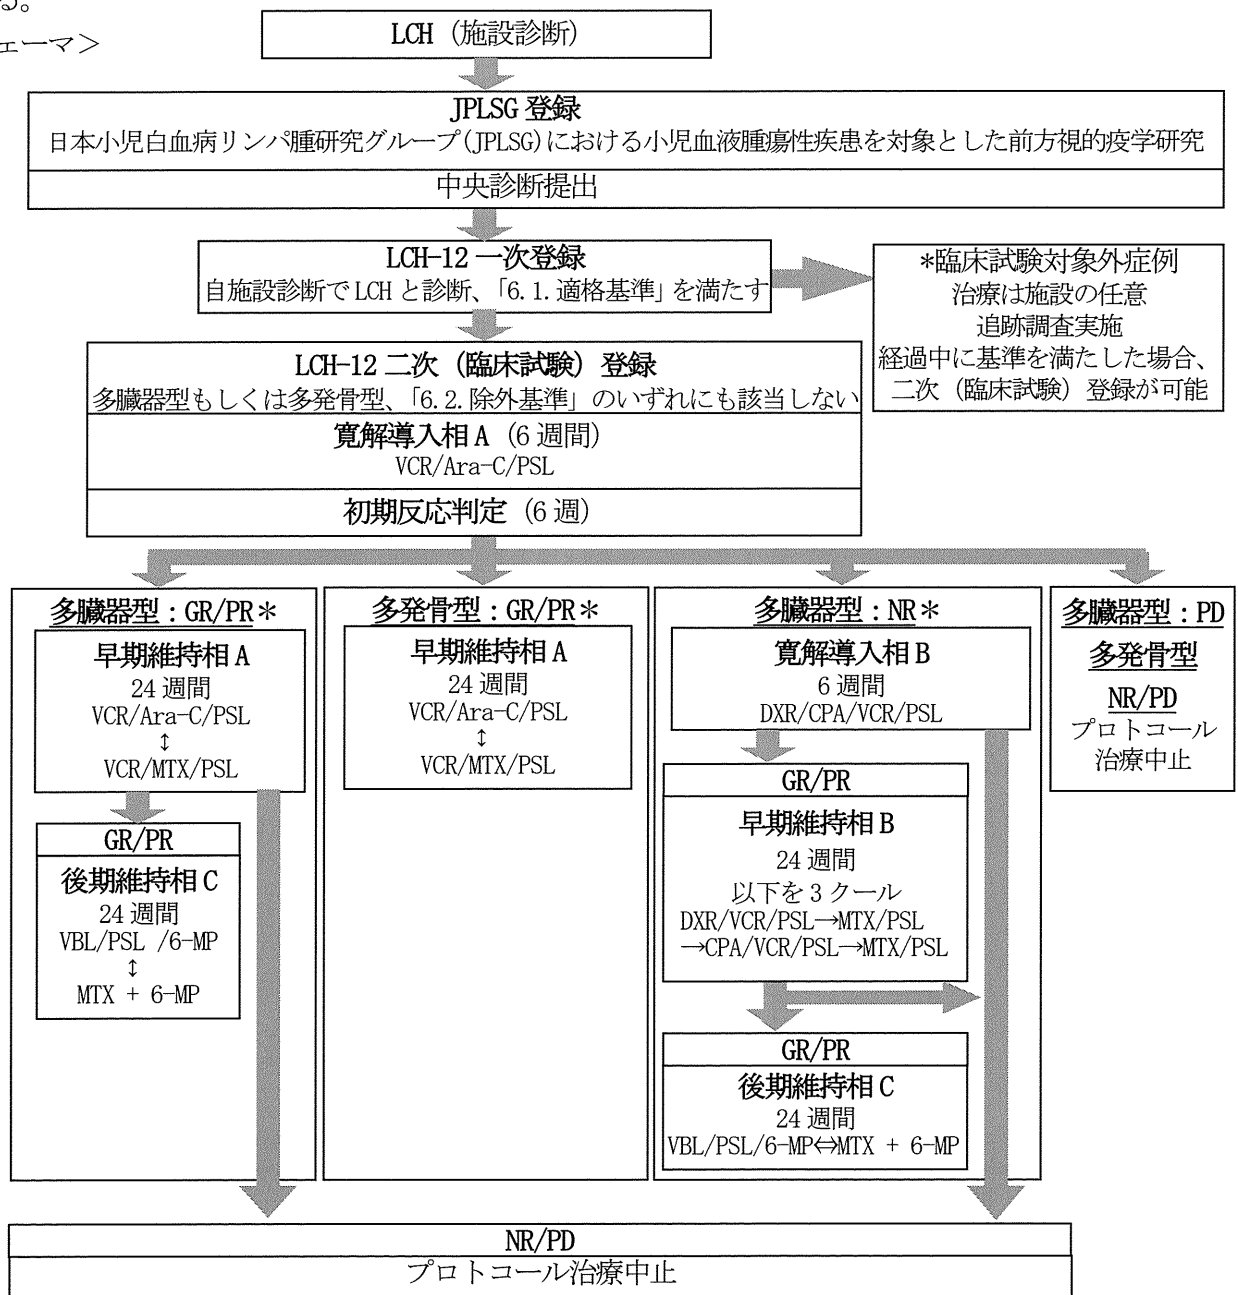 る。
ェーマ＞
LCH（施設診断）
JPLSG 登録
日本小児白血病リンパ腫研究グループ(JPLSG)における小児血液腫瘍性疾患を対象とした前方視的疫学研究
中央診断提出
LCH-12 一次登録
自施設診断で LCH と診断、「6.1.適格基準」を満たす
*臨床試験対象外症例
治療は施設の任意
追跡調査実施
経過中に基準を満たした場合、
二次（臨床試験）登録が可能
LCH-12 二次（臨床試験）登録
多臓器型もしくは多発骨型、「6.2.除外基準」のいずれにも該当しない
寛解導入相 A（6 週間）
VCR/Ara-C/PSL
初期反応判定（6 週）
多臓器型：GR/PR＊
早期維持相 A
24 週間
VCR/Ara-C/PSL
↕
VCR/MTX/PSL
GR/PR
後期維持相 C
24 週間
VBL/PSL /6-MP
↕
MTX + 6-MP
多発骨型：GR/PR＊
早期維持相 A
24 週間
VCR/Ara-C/PSL
↕
VCR/MTX/PSL
多臓器型：NR＊
寛解導入相 B
6 週間
DXR/CPA/VCR/PSL
GR/PR
早期維持相 B
24 週間
以下を 3 クール
DXR/VCR/PSL→MTX/PSL
→CPA/VCR/PSL→MTX/PSL
GR/PR
後期維持相 C
24 週間
VBL/PSL/6-MP⇔MTX + 6-MP
多臓器型：PD
多発骨型
NR/PD
プロトコール
治療中止
NR/PD
プロトコール治療中止